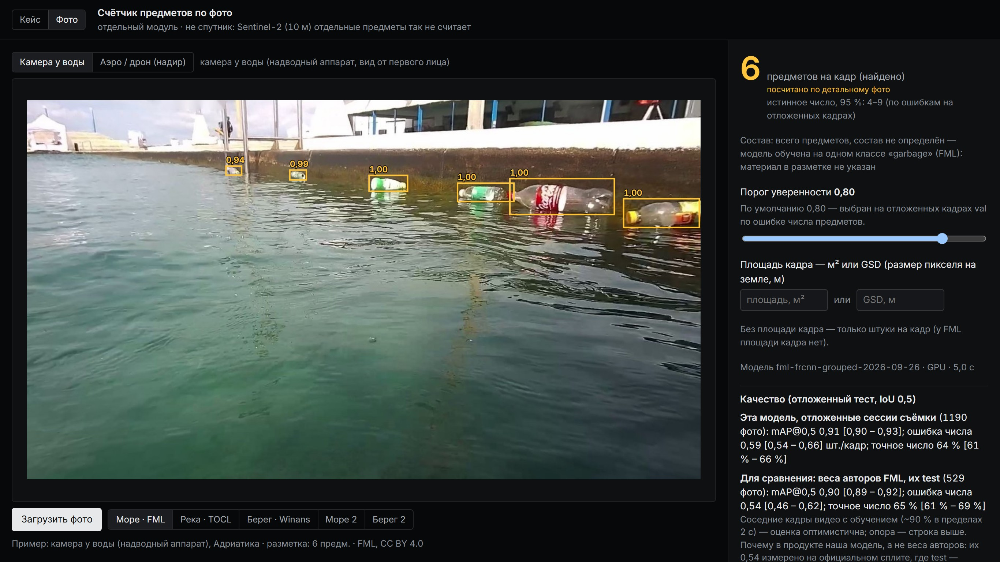 Кейс
Фото
Счётчик предметов по фото
отдельный модуль · не спутник: Sentinel-2 (10 м) отдельные предметы так не считает
Камера у воды
Аэро / дрон (надир)
камера у воды (надводный аппарат, вид от первого лица)
0,94
0,99
1,00
1,00
1,00
1,00
Coca-Cola
Загрузить фото
Море · FML
Река · TOCL
Берег · Winans
Море 2
Берег 2
Пример: камера у воды (надводный аппарат), Адриатика · разметка: 6 предм. · FML, CC BY 4.0
6 предметов на кадр (найдено)
посчитано по детальному фото
истинное число, 95 %: 4–9 (по ошибкам на
отложенных кадрах)
Состав: всего предметов, состав не определён —
модель обучена на одном классе «garbage» (FML):
материал в разметке не указан
Порог уверенности 0,80
По умолчанию 0,80 — выбран на отложенных кадрах val
по ошибке числа предметов.
Площадь кадра — м² или GSD (размер пикселя на
земле, м)
площадь, м² или GSD, м
Без площади кадра — только штуки на кадр (у FML
площади кадра нет).
Модель fml-frcnn-grouped-2026-09-26 · GPU · 5,0 с
Качество (отложенный тест, IoU 0,5)
Эта модель, отложенные сессии съёмки (1190
фото): mAP@0,5 0,91 [0,90 – 0,93]; ошибка числа
0,59 [0,54 – 0,66] шт./кадр; точное число 64 % [61
% – 66 %]
Для сравнения: веса авторов FML, их test (529
фото): mAP@0,5 0,90 [0,89 – 0,92]; ошибка числа
0,54 [0,46 – 0,62]; точное число 65 % [61 % – 69 %]
Соседние кадры видео с обучением (~90 % в пределах
2 с) — оценка оптимистична; опора — строка выше.
Почему в продукте наша модель, а не веса авторов: их
0,54 измерено на официальном сплите, где test —